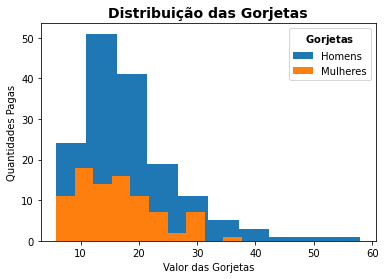 Distribuição das Gorjetas
Gorjetas
Homens
Mulheres
50
40
30
20
10
0
Quantidades Pagas
10 20 30 40 50 60
Valor das Gorjetas